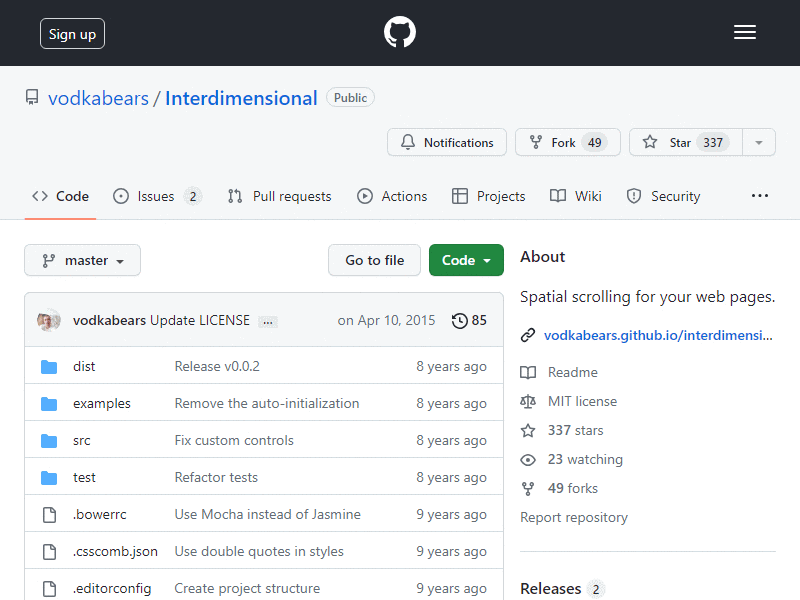 Sign up
vodkabears / Interdimensional Public
Notifications Fork 49 Star 337
Code Issues 2 Pull requests Actions Projects Wiki Security ...
master Go to file Code
vodkabears Update LICENSE ... on Apr 10, 2015 85
dist Release v0.0.2 8 years ago
examples Remove the auto-initialization 8 years ago
src Fix custom controls 8 years ago
test Refactor tests 8 years ago
.bowerrc Use Mocha instead of Jasmine 9 years ago
.csscomb.json Use double quotes in styles 9 years ago
.editorconfig Create project structure 9 years ago
About
Spatial scrolling for your web pages.
vodkabears.github.io/interdimensi...
Readme
MIT license
337 stars
23 watching
49 forks
Report repository
Releases 2